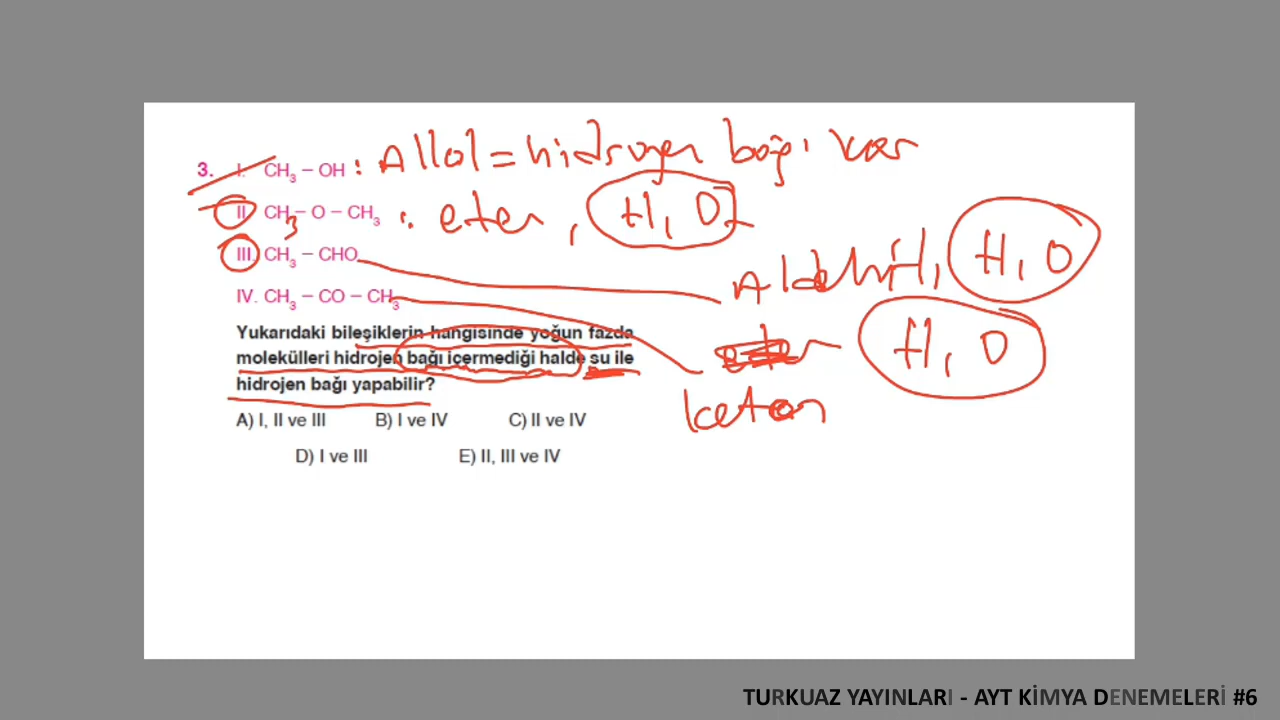 3. I. CH3 – OH : Alkol = hidrojen bağı var
II. CH3 – O – CH3 : eter, H, O
III. CH3 – CHO Aldehit, H, O
IV. CH3 – CO – CH3 H, O
keton
Yukarıdaki bileşiklerin hangisinde yoğun fazda
molekülleri hidrojen bağı içermediği halde su ile
hidrojen bağı yapabilir?
A) I, II ve III B) I ve IV C) II ve IV
D) I ve III E) II, III ve IV
TURKUAZ YAYINLARI - AYT KİMYA DENEMELERİ #6